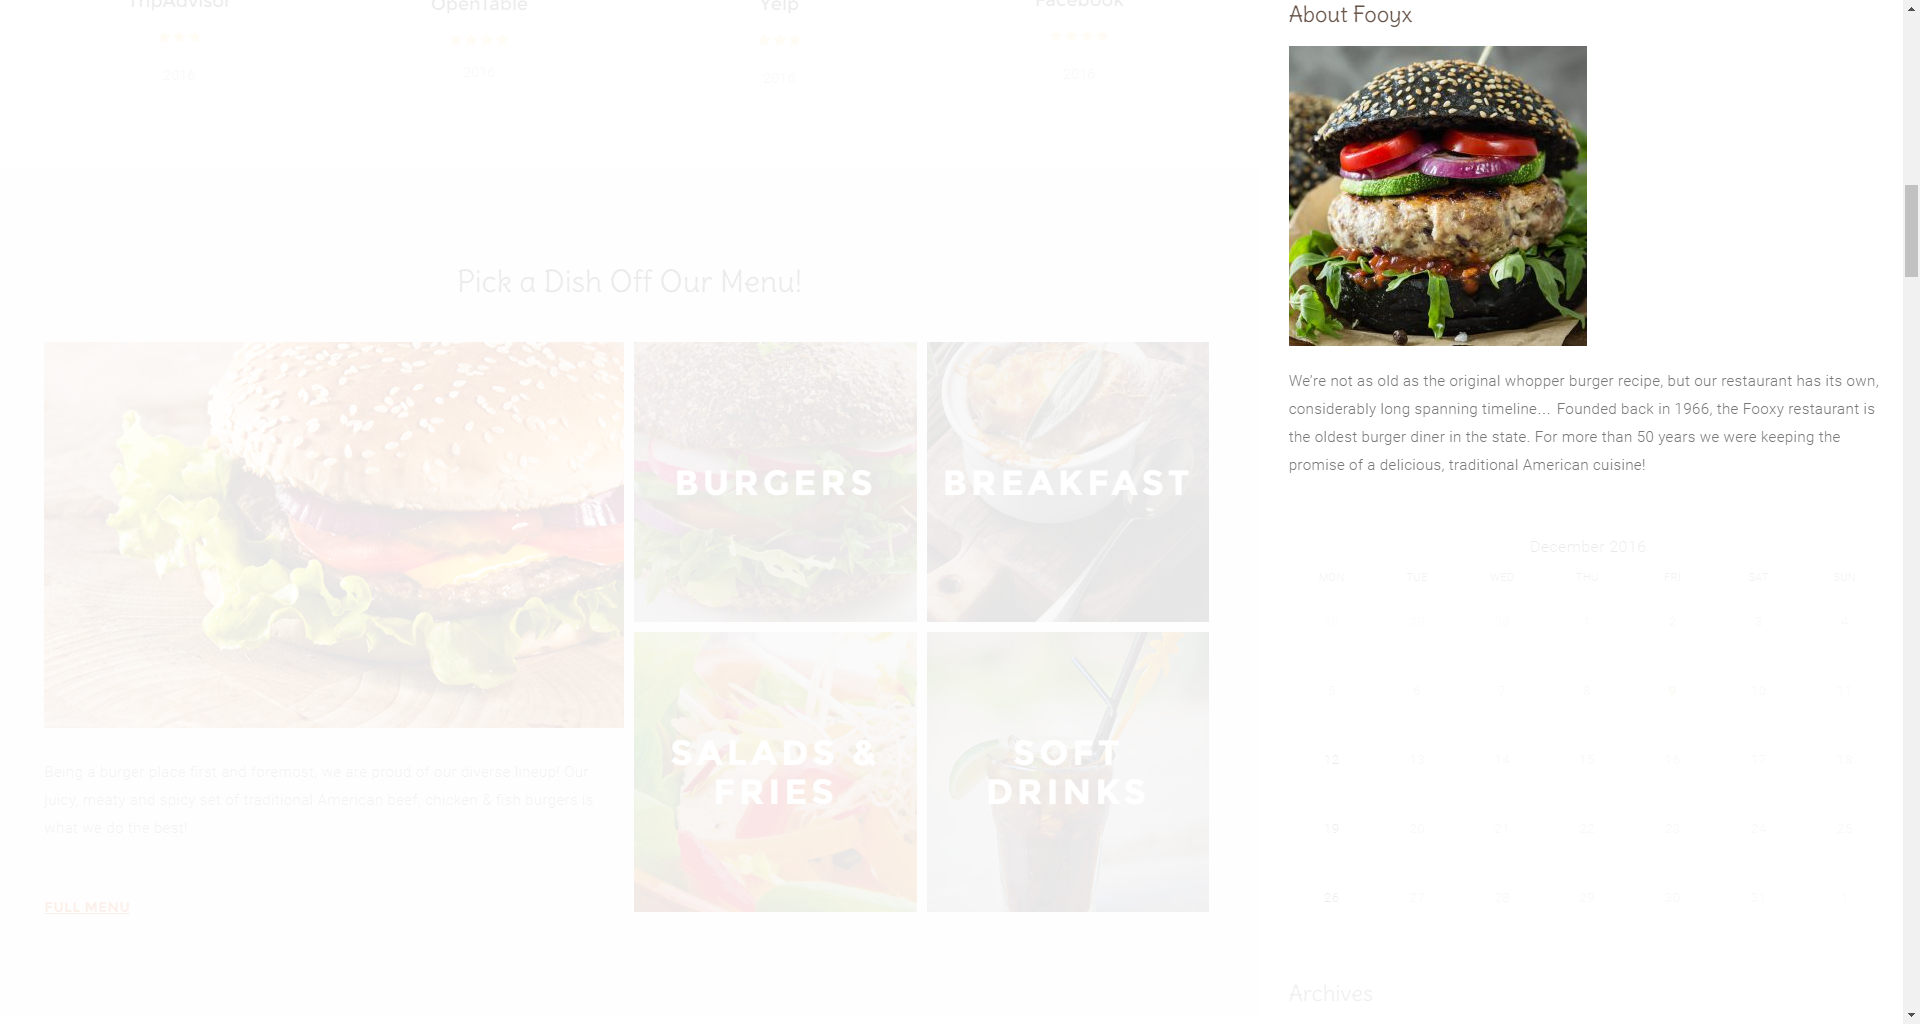 TripAdvisor
OpenTable
Yelp
Facebook
2016
2016
2016
2016
Pick a Dish Off Our Menu!
BURGERS
BREAKFAST
SALADS &
FRIES
SOFT
DRINKS
Being a burger place first and foremost, we are proud of our diverse lineup! Our
juicy, meaty and spicy set of traditional American beef, chicken & fish burgers is
what we do the best!
FULL MENU
About Fooyx
We’re not as old as the original whopper burger recipe, but our restaurant has its own,
considerably long spanning timeline… Founded back in 1966, the Fooxy restaurant is
the oldest burger diner in the state. For more than 50 years we were keeping the
promise of a delicious, traditional American cuisine!
December 2016
MON TUE WED THU FRI SAT SUN
1 2 3 4
5 6 7 8 9 10 11
12 13 14 15 16 17 18
19 20 21 22 23 24 25
26 27 28 29 30 31
Archives